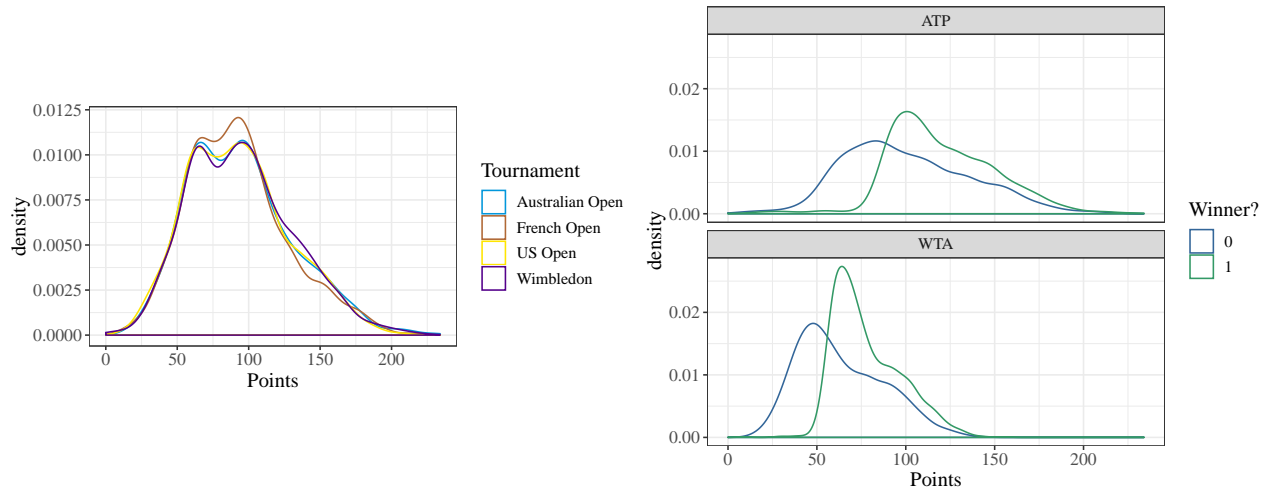 0.0125
0.0100
0.0075
0.0050
0.0025
0.0000
density
0
50
100
150
200
Points
Tournament
Australian Open
French Open
US Open
Wimbledon
ATP
0.02
0.01
0.00
WTA
0.02
0.01
0.00
density
0
50
100
150
200
Points
Winner?
0
1